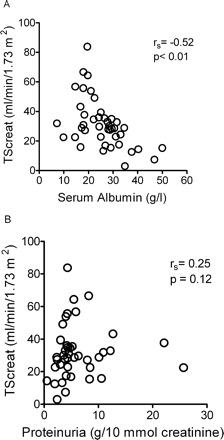 A
TScreat (ml/min/1.73 m²)
100
80
60
40
20
0
rs= -0.52
p< 0.01
0 10 20 30 40 50 60
Serum Albumin (g/l)
B
TScreat (ml/min/1.73 m²)
100
80
60
40
20
0
rs= 0.25
p = 0.12
0 10 20 30
Proteinuria (g/10 mmol creatinine)